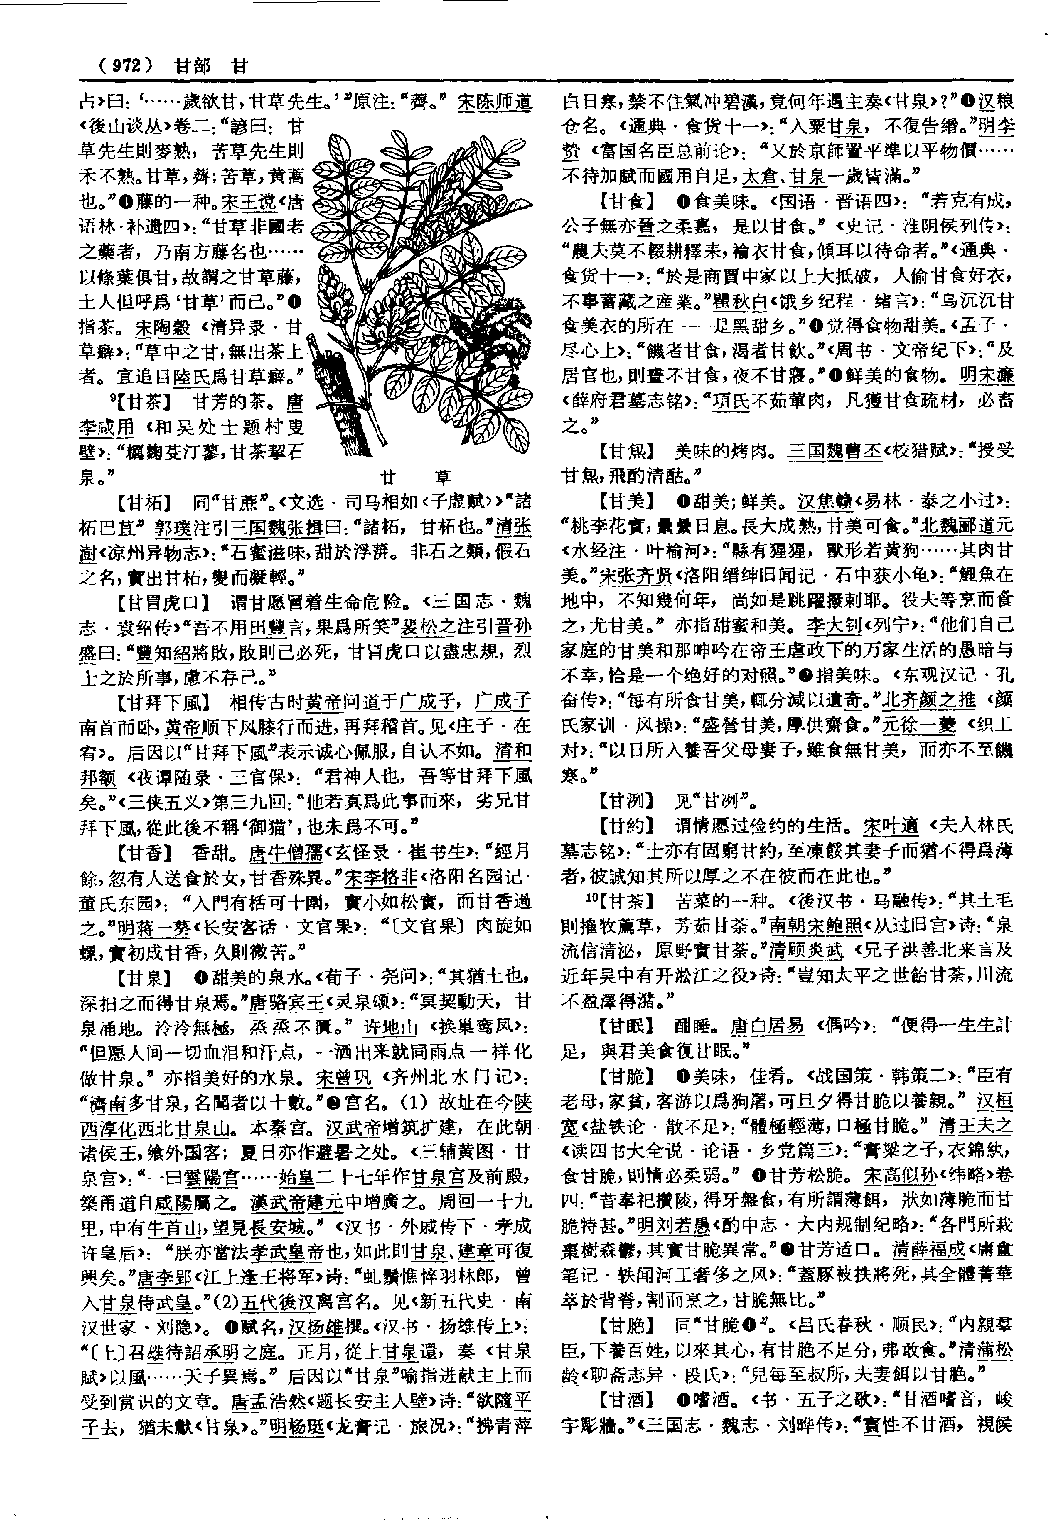 （972） 甘部 甘
占》曰：‘……歲欲甘，甘草先生。’”原注：“薺。” 宋陈师道
《後山谈丛》卷二：“諺曰：甘
草先生則麥熟，苦草先生則
禾不熟。甘草，薺；苦草，黄蒿
也。”藤的一种。宋王谠《唐
语林·补遗四》：“甘草非國老
之藥者，乃南方藤名也……
以條葉俱甘，故謂之甘草藤，
土人但呼爲‘甘草’而已。”
指茶。宋陶穀《清异录·甘
草癖》：“草中之甘，無出茶上
者。宜追目陸氏爲甘草癖。”
9【甘茶】 甘芳的茶。唐
李咸用《和吴处士题村叟
壁》：“橫麴芟汀蓼，甘茶挈石
泉。”
甘 草
【甘柘】 同“甘蔗”。《文选·司马相如〈子虚赋〉》“諸
柘巴苴” 郭璞注引三国魏张揖曰：“諸柘，甘柘也。”清张
澍《凉州异物志》：“石蜜滋味，甜於浮萍。非石之類，假石
之名，實出甘柘，變而凝輕。”
【甘冒虎口】 谓甘愿冒着生命危险。《三国志·魏
志·袁绍传》“吾不用田豐言，果爲所笑”裴松之注引晋孙
盛曰：“豐知紹將敗，敗則己必死，甘冒虎口以盡忠規，烈
士之於所事，慮不存己。”
【甘拜下風】 相传古时黄帝问道于广成子，广成子
南首而卧，黄帝顺下风膝行而进，再拜稽首。见《庄子·在
宥》。后因以“甘拜下風”表示诚心佩服，自认不如。清和
邦额《夜谭随录·三官保》：“君神人也，吾等甘拜下風
矣。”《三侠五义》第三九回：“他若真爲此事而來，劣兄甘
拜下風，從此後不稱‘御猫’，也未爲不可。”
【甘香】 香甜。唐牛僧孺《玄怪录·崔书生》：“經月
餘，忽有人送食於女，甘香殊異。”宋李格非《洛阳名园记·
董氏东园》：“入門有栝可十圍，實小如松實，而甘香過
之。”明蒋一葵《长安客话·文官果》：“〔文官果〕肉旋如
螺，實初成甘香，久則微苦。”
【甘泉】 ❶甜美的泉水。《荀子·尧问》：“其猶土也，
深抇之而得甘泉焉。”唐骆宾王《灵泉颂》：“冥契動天，甘
泉涌地。泠泠無極，烝烝不匱。” 许地山《换巢鸾凤》：
“但愿人间一切血泪和汗点，一洒出来就同雨点一样化
做甘泉。” 亦指美好的水泉。宋曾巩《齐州北水门记》：
“濟南多甘泉，名聞者以十數。”❷宫名。（1）故址在今陕
西淳化西北甘泉山。本秦宫。汉武帝增筑扩建，在此朝
诸侯王，飨外国客；夏日亦作避暑之处。《三辅黄图·甘
泉宫》：“一曰雲陽宫……始皇二十七年作甘泉宫及前殿，
築甬道自咸陽屬之。漢武帝建元中增廣之。周回一十九
里，中有牛首山，望見長安城。”《汉书·外戚传下·孝成
许皇后》：“朕亦當法孝武皇帝也，如此則甘泉、建章可復
興矣。”唐李郢《江上逢王将军》诗：“虬鬚憔悴羽林郎，曾
入甘泉侍武皇。”（2）五代後汉离宫名。见《新五代史·南
汉世家·刘隐》。❸赋名，汉扬雄撰。《汉书·扬雄传上》：
“〔上〕召雄待詔承明之庭。正月，從上甘泉還，奏《甘泉
賦》以風……天子異焉。” 后因以“甘泉”喻指进献主上而
受到赏识的文章。唐孟浩然《题长安主人壁》诗：“欲隨平
子去，猶未獻《甘泉》。”明杨珽《龙膏记·旅况》：“拂青萍
白日寒，禁不住氣冲碧漢，竟何年遇主奏《甘泉》？”❹汉粮
仓名。《通典·食货十一》：“入粟甘泉，不復告緡。”明李
贽《富国名臣总前论》：“又於京師置平準以平物價……
不待加賦而國用自足，太倉、甘泉一歲皆滿。”
【甘食】 ❶食美味。《国语·晋语四》：“若克有成，
公子無亦晉之柔嘉，是以甘食。”《史记·淮阴侯列传》：
“農夫莫不輟耕釋耒，褕衣甘食，傾耳以待命者。”《通典·
食货十一》：“於是商賈中家以上大抵破，人偷甘食好衣，
不事蓄藏之産業。”瞿秋白《饿乡纪程·绪言》：“乌沉沉甘
食美衣的所在——是黑甜乡。”❷觉得食物甜美。《孟子·
尽心上》：“饑者甘食，渴者甘飲。”《周书·文帝纪下》：“及
居官也，則晝不甘食，夜不甘寢。”❸鲜美的食物。明宋濂
《薛府君墓志铭》：“項氏不茹葷肉，凡獲甘食疏材，必畜
之。”
【甘炰】 美味的烤肉。三国魏曹丕《校猎赋》：“授受
甘炰，飛酌清酤。”
【甘美】 ❶甜美；鲜美。汉焦贛《易林·泰之小过》：
“桃李花實，纍纍日息。長大成熟，甘美可食。”北魏郦道元
《水经注·叶榆河》：“縣有猩猩，獸形若黄狗……其肉甘
美。”宋张齐贤《洛阳缙绅旧闻记·石中获小龟》：“鯉魚在
地中，不知幾何年，尚如是跳躍撥剌耶。役夫等烹而食
之，尤甘美。” 亦指甜蜜和美。李大钊《列宁》：“他们自己
家庭的甘美和那呻吟在帝王虐政下的万家生活的愚暗与
不幸，恰是一个绝好的对照。”❷指美味。《东观汉记·孔
奋传》：“每有所食甘美，輒分減以遺奇。”北齐颜之推《颜
氏家训·风操》：“盛營甘美，厚供齋食。”元徐一夔《织工
对》：“以日所入養吾父母妻子，雖食無甘美，而亦不至饑
寒。”
【甘洌】 见“甘冽”。
【甘約】 谓情愿过俭约的生活。宋叶適《夫人林氏
墓志铭》：“士亦有固窮甘約，至凍餒其妻子而猶不得爲薄
者，彼誠知其所以厚之不在彼而在此也。”
10【甘荼】 苦菜的一种。《後汉书·马融传》：“其土毛
則搉牧薦草，芳茹甘荼。”南朝宋鲍照《从过旧宫》诗：“泉
流信清泌，原野實甘荼。”清顾炎武《兄子洪善北来言及
近年吴中有开淞江之役》诗：“豈知太平之世飴甘荼，川流
不盈澤得瀦。”
【甘眠】 酣睡。唐白居易《偶吟》：“便得一生生計
足，與君美食復甘眠。”
【甘脆】 ❶美味，佳肴。《战国策·韩策二》：“臣有
老母，家貧，客游以爲狗屠，可旦夕得甘脆以養親。” 汉桓
宽《盐铁论·散不足》：“體極輕薄，口極甘脆。” 清王夫之
《读四书大全说·论语·乡党篇三》：“膏粱之子，衣錦紈，
食甘脆，則情必柔弱。” ❷甘芳松脆。宋高似孙《纬略》卷
四：“昔奉祀攢陵，得牙盤食，有所謂薄餌，狀如薄脆而甘
脆特甚。”明刘若愚《酌中志·大内规制纪略》：“各門所栽
棗樹森鬱，其實甘脆異常。”❸甘芳适口。清薛福成《庸盦
笔记·轶闻河工奢侈之风》：“蓋豚被抶將死，其全體菁華
萃於背脊，割而烹之，甘脆無比。”
【甘脃】 同“甘脆❶”。《吕氏春秋·顺民》：“内親羣
臣，下養百姓，以來其心，有甘脃不足分，弗敢食。”清蒲松
龄《聊斋志异·段氏》：“兒每至叔所，夫妻餌以甘脃。”
【甘酒】 ❶嗜酒。《书·五子之歌》：“甘酒嗜音，峻
宇彫牆。”《三国志·魏志·刘晔传》：“寶性不甘酒，視候